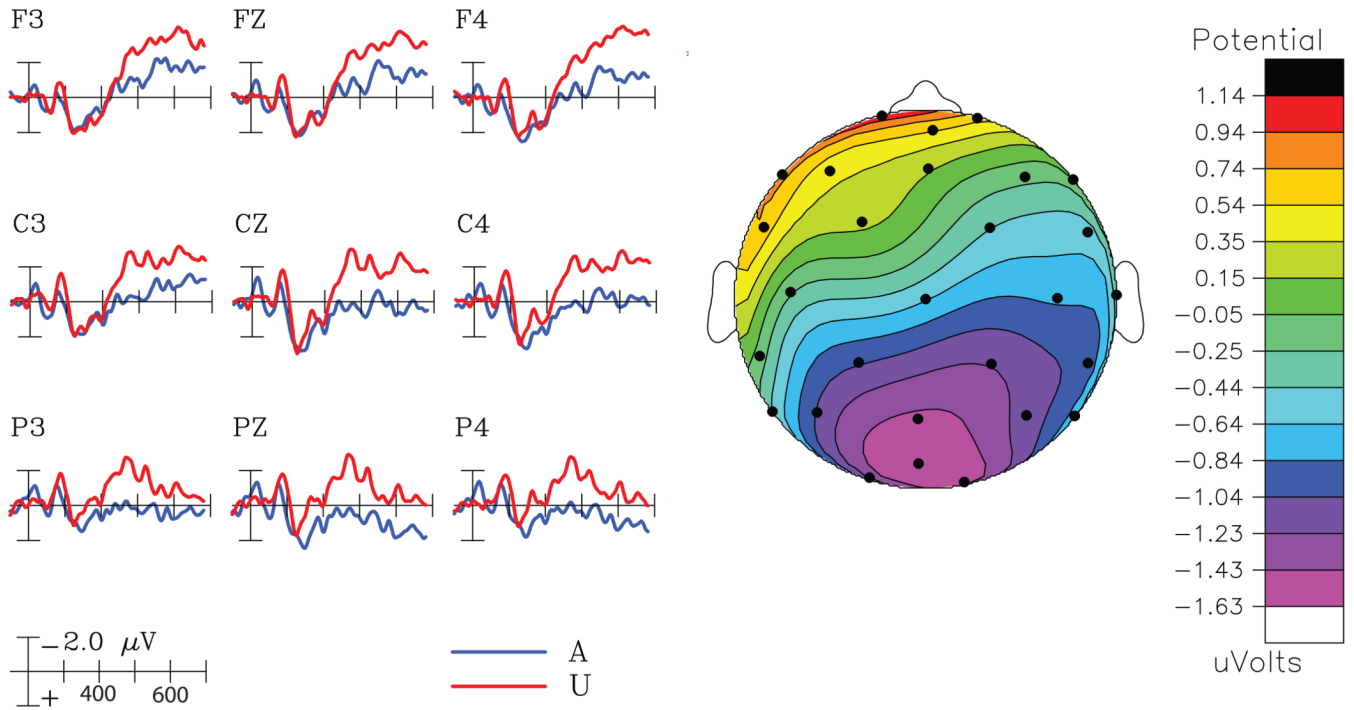 F3 FZ F4
C3 CZ C4
P3 PZ P4
−2.0 μV
+ 400 600
A
U
Potential
1.14
0.94
0.74
0.54
0.35
0.15
−0.05
−0.25
−0.44
−0.64
−0.84
−1.04
−1.23
−1.43
−1.63
uVolts